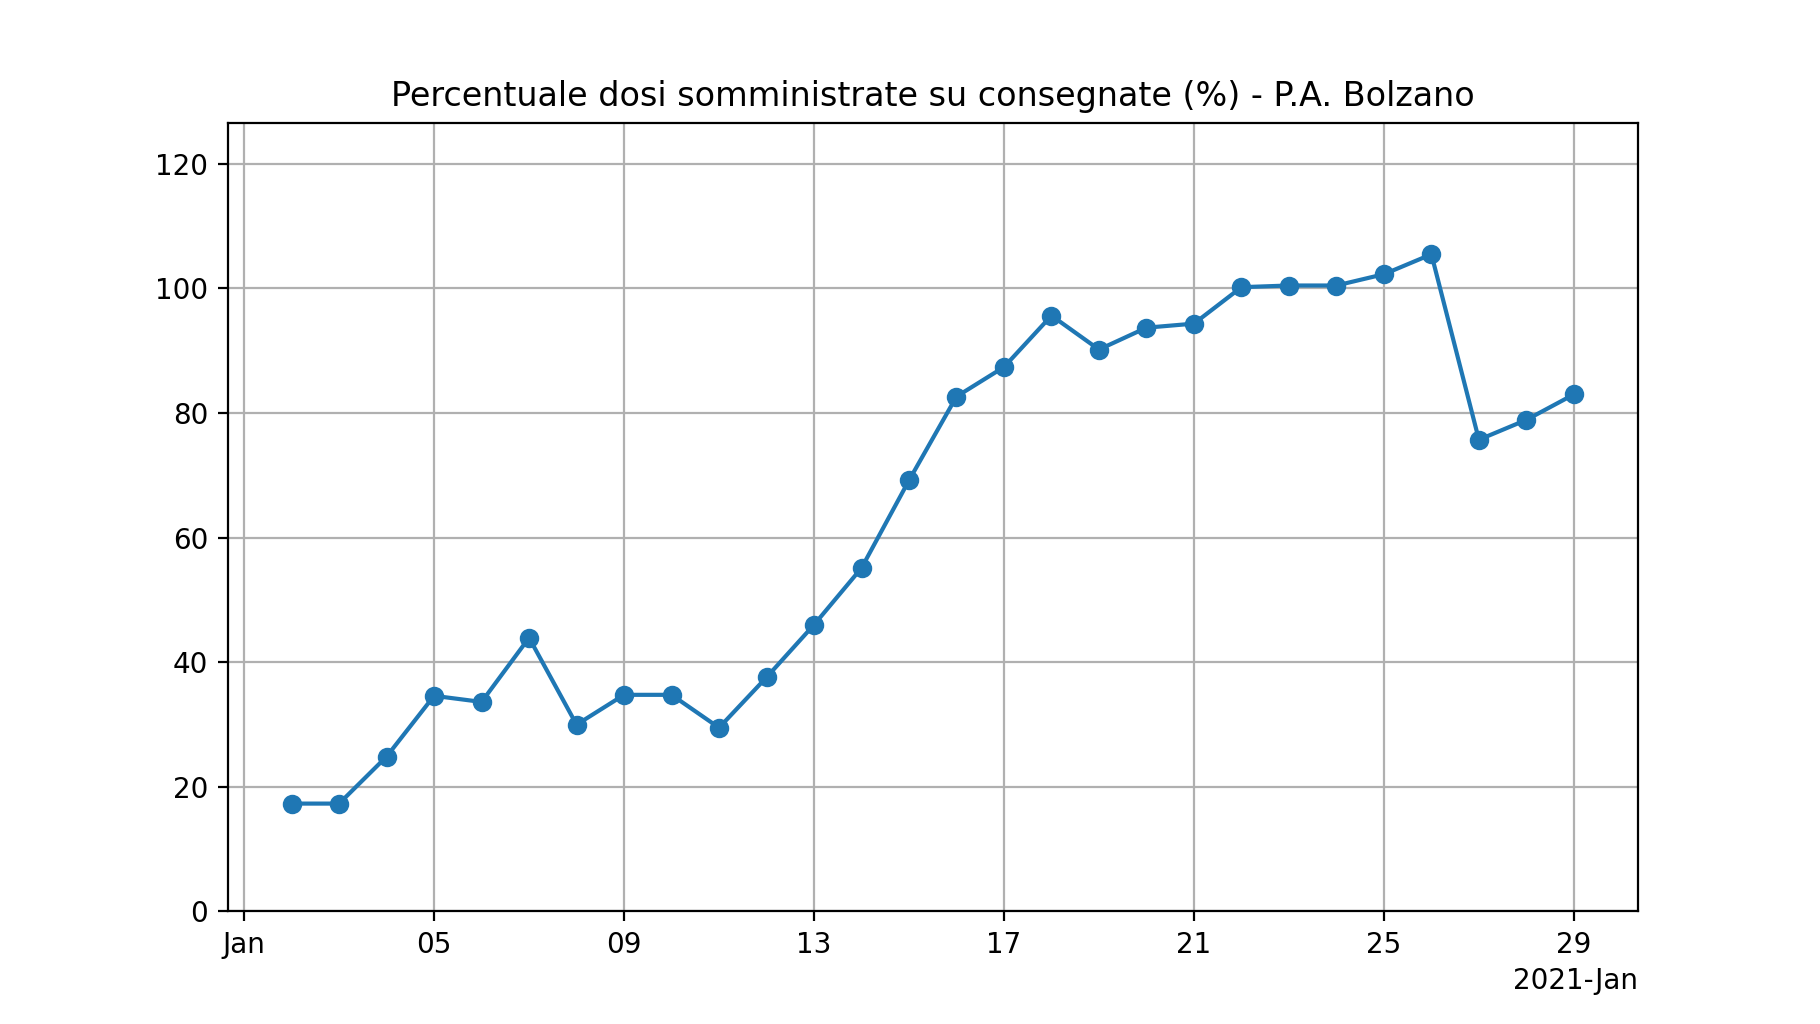 Percentuale dosi somministrate su consegnate (%) - P.A. Bolzano
120
100
80
60
40
20
0
Jan 05 09 13 17 21 25 29
2021-Jan